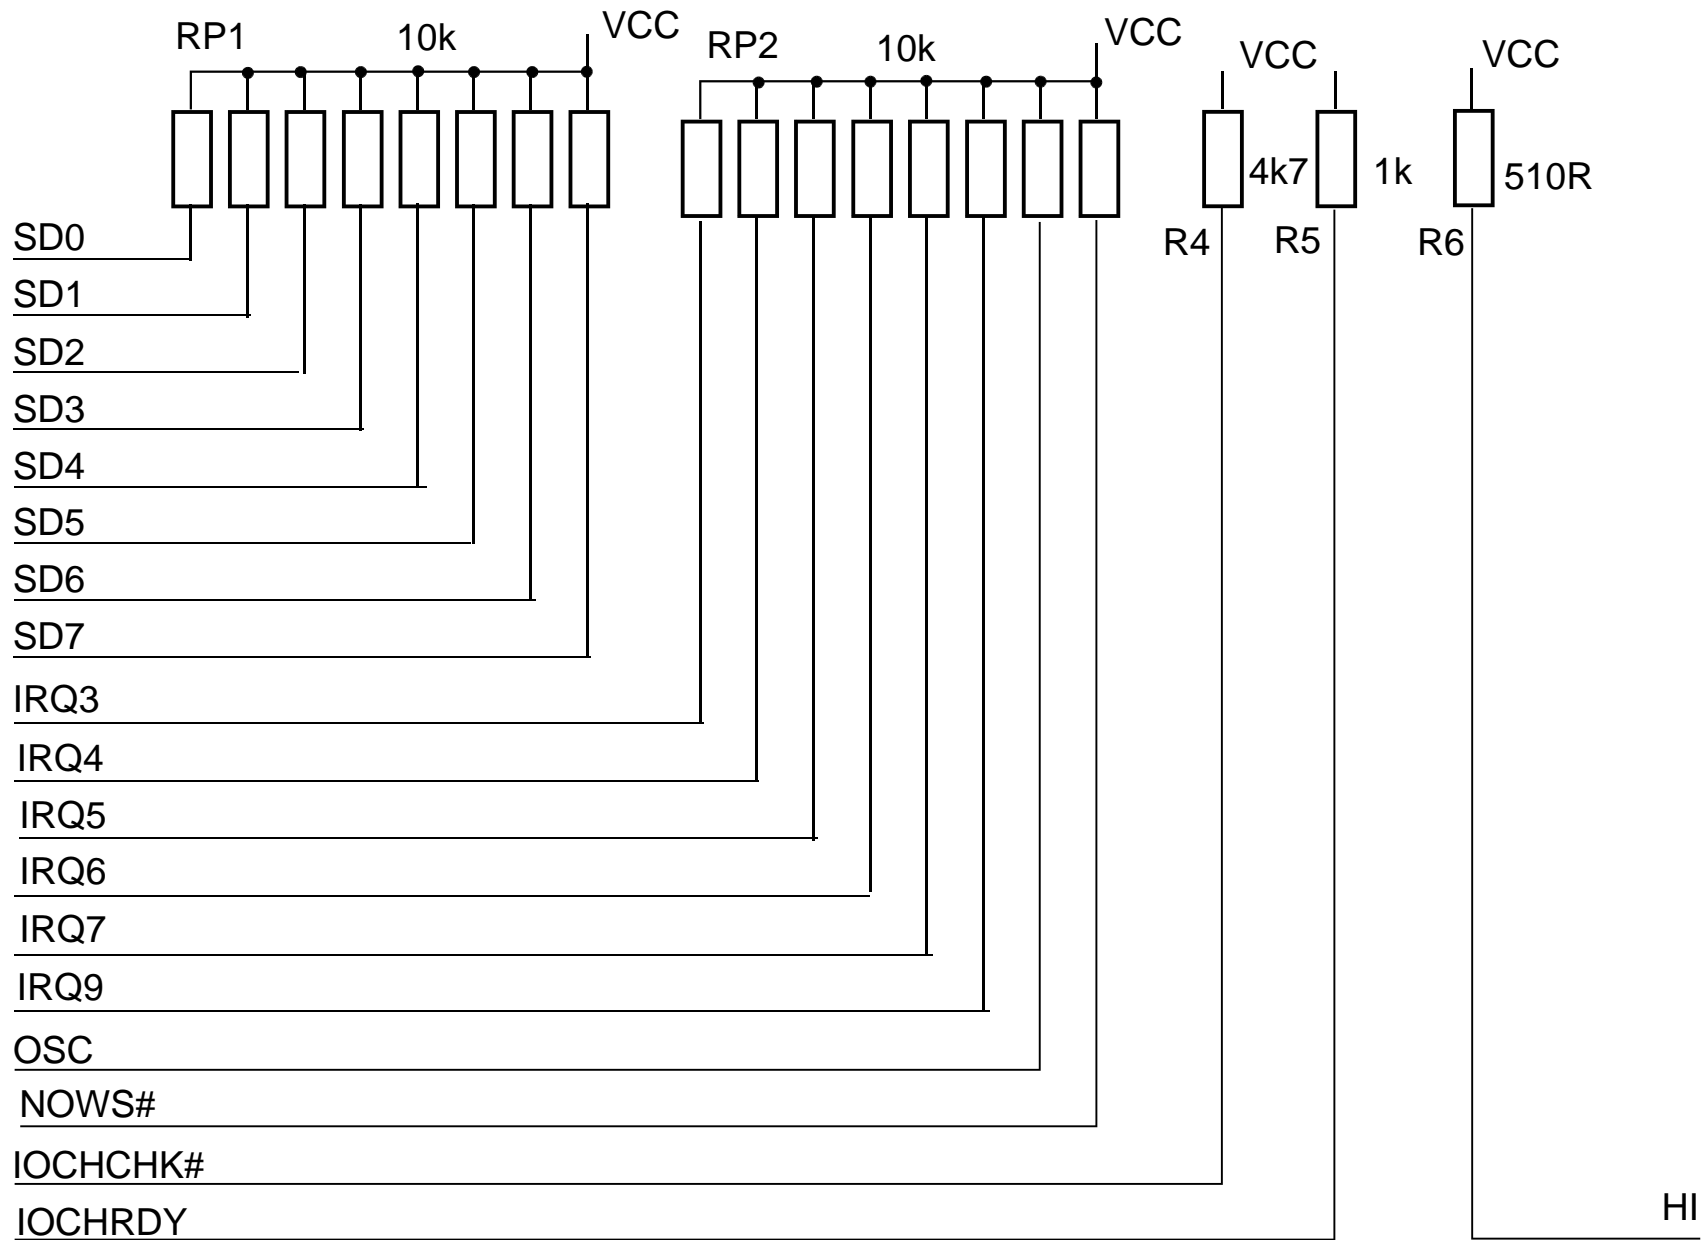 RP1 10k VCC RP2 10k VCC VCC VCC
4k7 1k 510R
R4 R5 R6
SD0
SD1
SD2
SD3
SD4
SD5
SD6
SD7
IRQ3
IRQ4
IRQ5
IRQ6
IRQ7
IRQ9
OSC
NOWS#
IOCHCHK#
IOCHRDY HI